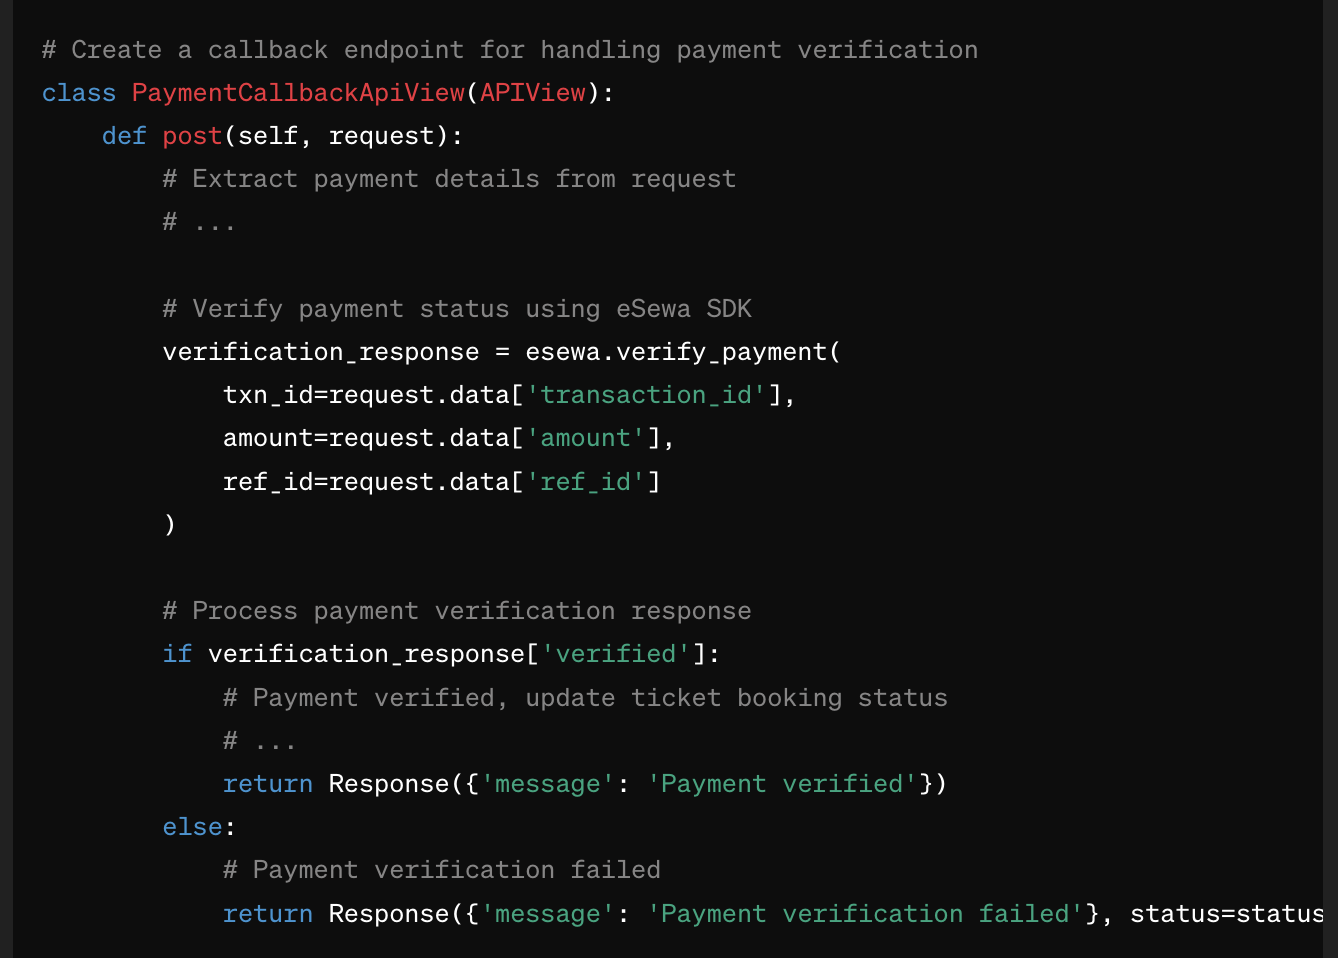 # Create a callback endpoint for handling payment verification
class PaymentCallbackApiView(APIView):
    def post(self, request):
        # Extract payment details from request
        # ...

        # Verify payment status using eSewa SDK
        verification_response = esewa.verify_payment(
            txn_id=request.data['transaction_id'],
            amount=request.data['amount'],
            ref_id=request.data['ref_id']
        )

        # Process payment verification response
        if verification_response['verified']:
            # Payment verified, update ticket booking status
            # ...
            return Response({'message': 'Payment verified'})
        else:
            # Payment verification failed
            return Response({'message': 'Payment verification failed'}, status=status